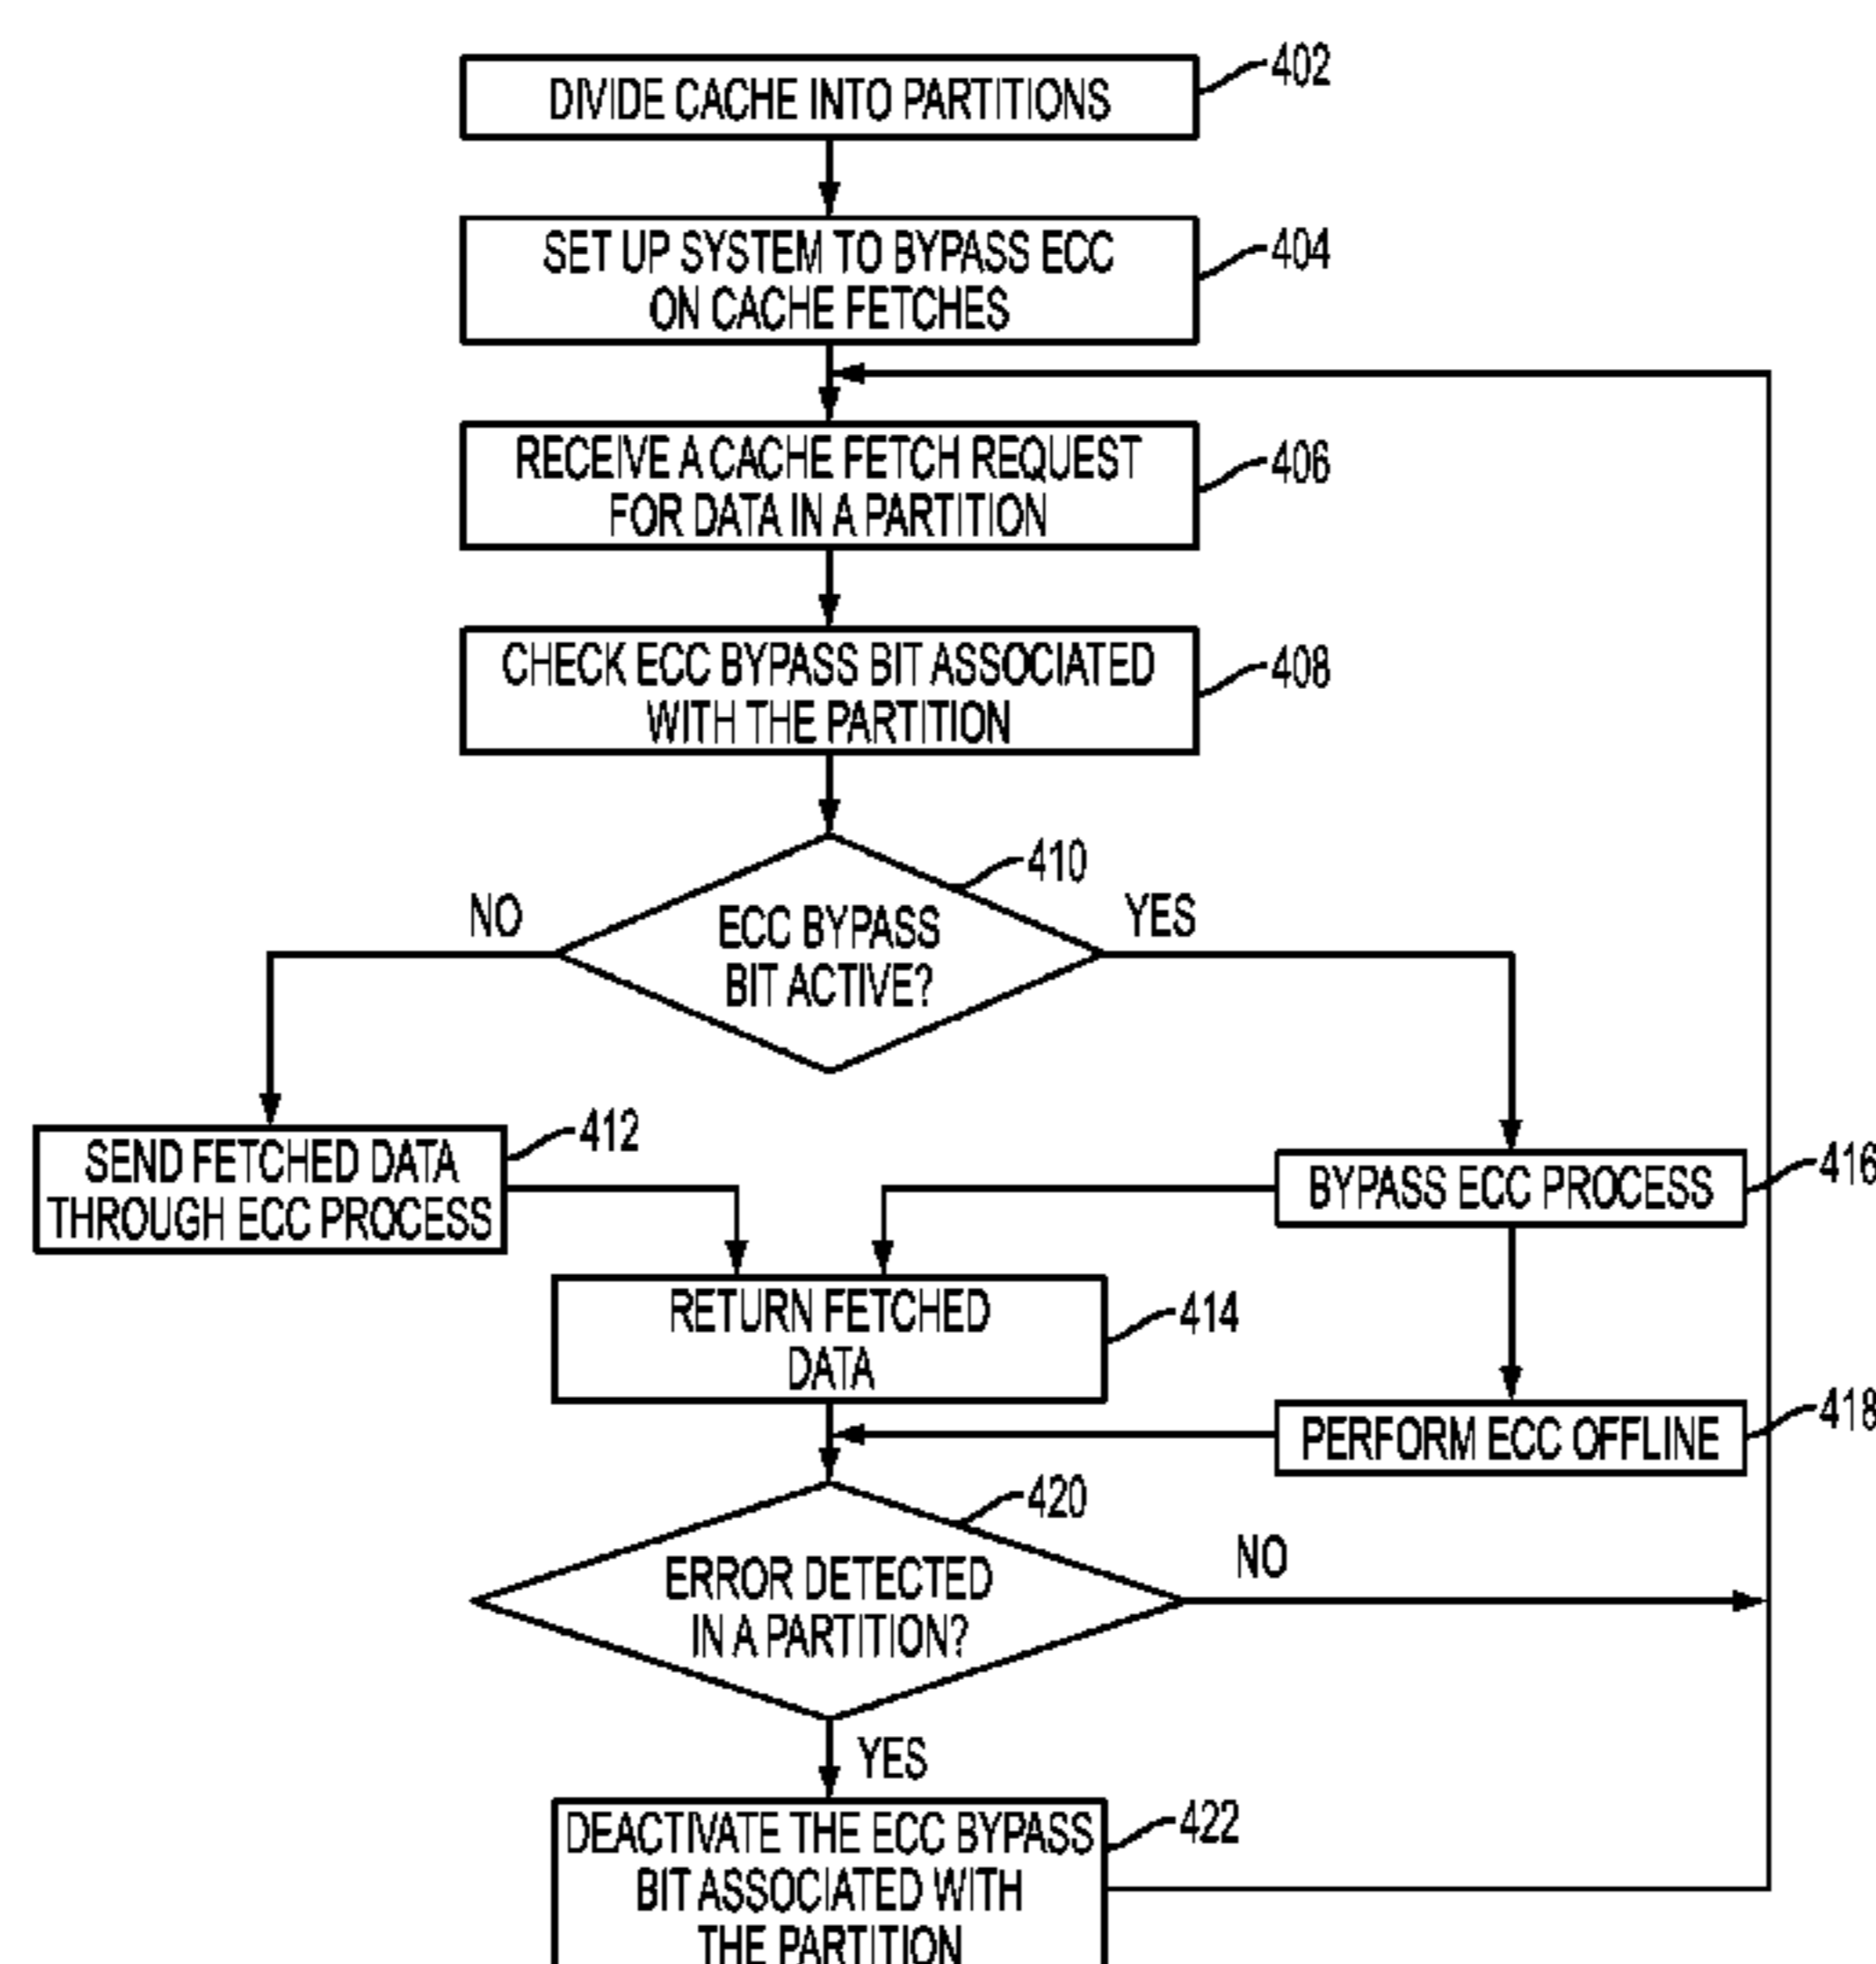 DIVIDE CACHE INTO PARTITIONS
402
SET UP SYSTEM TO BYPASS ECC
ON CACHE FETCHES
404
RECEIVE A CACHE FETCH REQUEST
FOR DATA IN A PARTITION
406
CHECK ECC BYPASS BIT ASSOCIATED
WITH THE PARTITION
408
410
NO
ECC BYPASS
BIT ACTIVE?
YES
SEND FETCHED DATA
THROUGH ECC PROCESS
412
BYPASS ECC PROCESS
416
RETURN FETCHED
DATA
414
PERFORM ECC OFFLINE
418
420
ERROR DETECTED
IN A PARTITION?
NO
YES
DEACTIVATE THE ECC BYPASS
BIT ASSOCIATED WITH
THE PARTITION
422